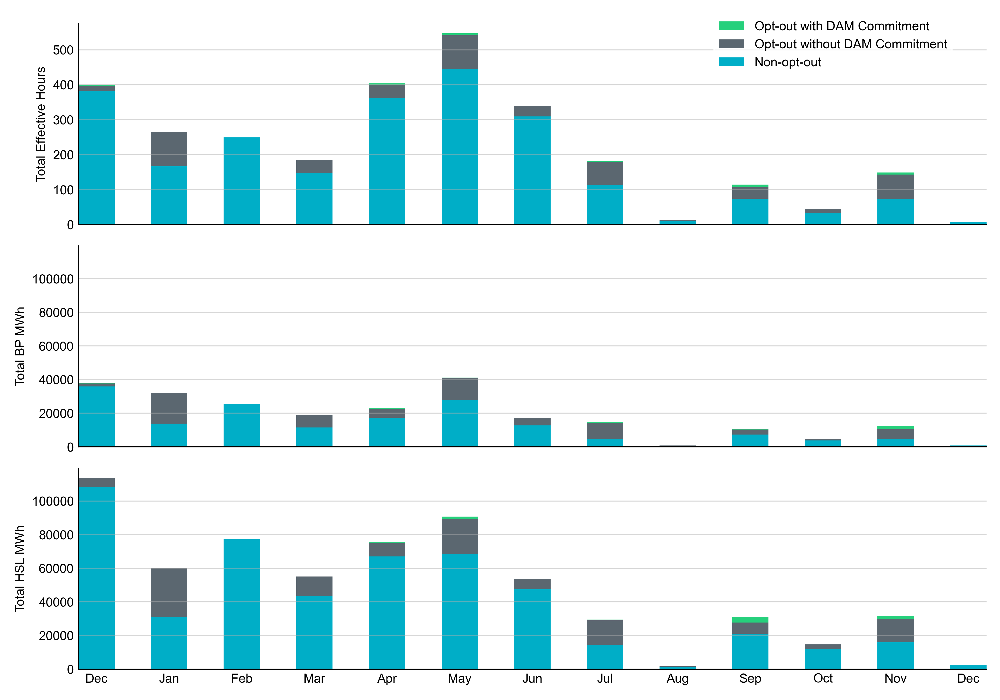 Opt-out with DAM Commitment
Opt-out without DAM Commitment
Non-opt-out
Total Effective Hours
500
400
300
200
100
0
Total BP MWh
100000
80000
60000
40000
20000
0
Total HSL MWh
100000
80000
60000
40000
20000
0
Dec Jan Feb Mar Apr May Jun Jul Aug Sep Oct Nov Dec